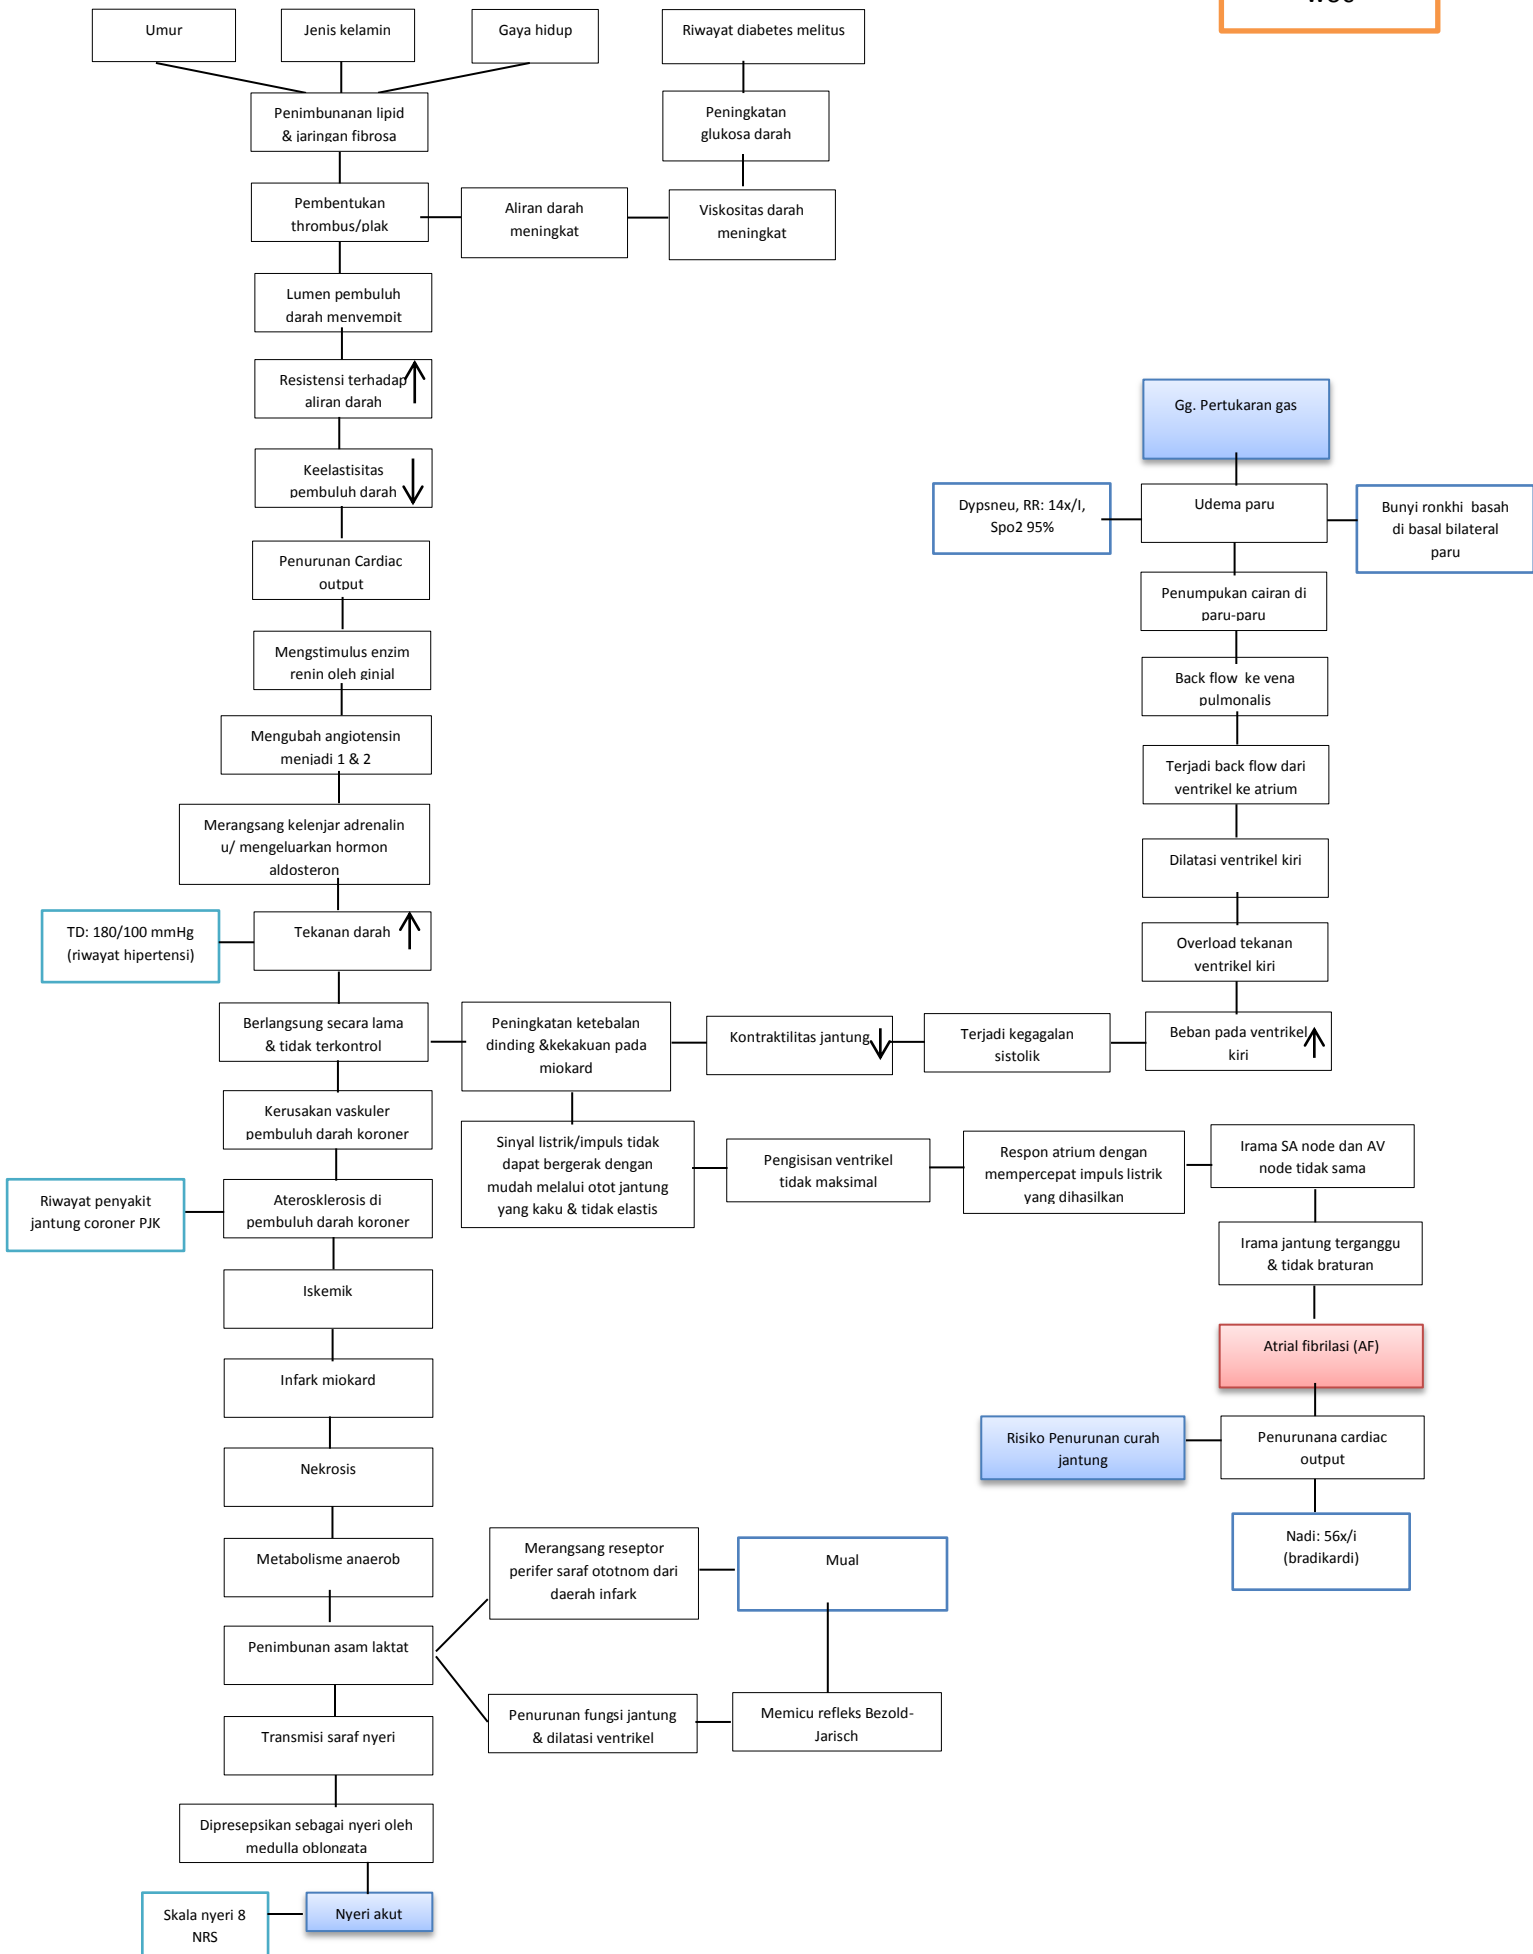 Umur
Jenis kelamin
Gaya hidup
Riwayat diabetes melitus
Penimbunanan lipid
& jaringan fibrosa
Peningkatan
glukosa darah
Pembentukan
thrombus/plak
Aliran darah
meningkat
Viskositas darah
meningkat
Lumen pembuluh
darah menyempit
Resistensi terhadap
aliran darah
Keelastisitas
pembuluh darah
Penurunan Cardiac
output
Mengstimulus enzim
renin oleh ginjal
Mengubah angiotensin
menjadi 1 & 2
Merangsang kelenjar adrenalin
u/ mengeluarkan hormon
aldosteron
TD: 180/100 mmHg
(riwayat hipertensi)
Tekanan darah
Gg. Pertukaran gas
Dypsneu, RR: 14x/I,
Spo2 95%
Udema paru
Bunyi ronkhi basah
di basal bilateral
paru
Penumpukan cairan di
paru-paru
Back flow ke vena
pulmonalis
Terjadi back flow dari
ventrikel ke atrium
Dilatasi ventrikel kiri
Overload tekanan
ventrikel kiri
Berlangsung secara lama
& tidak terkontrol
Peningkatan ketebalan
dinding &kekakuan pada
miokard
Kontraktilitas jantung
Terjadi kegagalan
sistolik
Beban pada ventrikel
kiri
Kerusakan vaskuler
pembuluh darah koroner
Sinyal listrik/impuls tidak
dapat bergerak dengan
mudah melalui otot jantung
yang kaku & tidak elastis
Pengisisan ventrikel
tidak maksimal
Respon atrium dengan
mempercepat impuls listrik
yang dihasilkan
Irama SA node dan AV
node tidak sama
Riwayat penyakit
jantung coroner PJK
Aterosklerosis di
pembuluh darah koroner
Irama jantung terganggu
& tidak braturan
Iskemik
Atrial fibrilasi (AF)
Infark miokard
Risiko Penurunan curah
jantung
Penurunana cardiac
output
Nekrosis
Nadi: 56x/i
(bradikardi)
Metabolisme anaerob
Merangsang reseptor
perifer saraf ototnom dari
daerah infark
Mual
Penimbunan asam laktat
Penurunan fungsi jantung
& dilatasi ventrikel
Memicu refleks Bezold-
Jarisch
Transmisi saraf nyeri
Dipresepsikan sebagai nyeri oleh
medulla oblongata
Skala nyeri 8
NRS
Nyeri akut